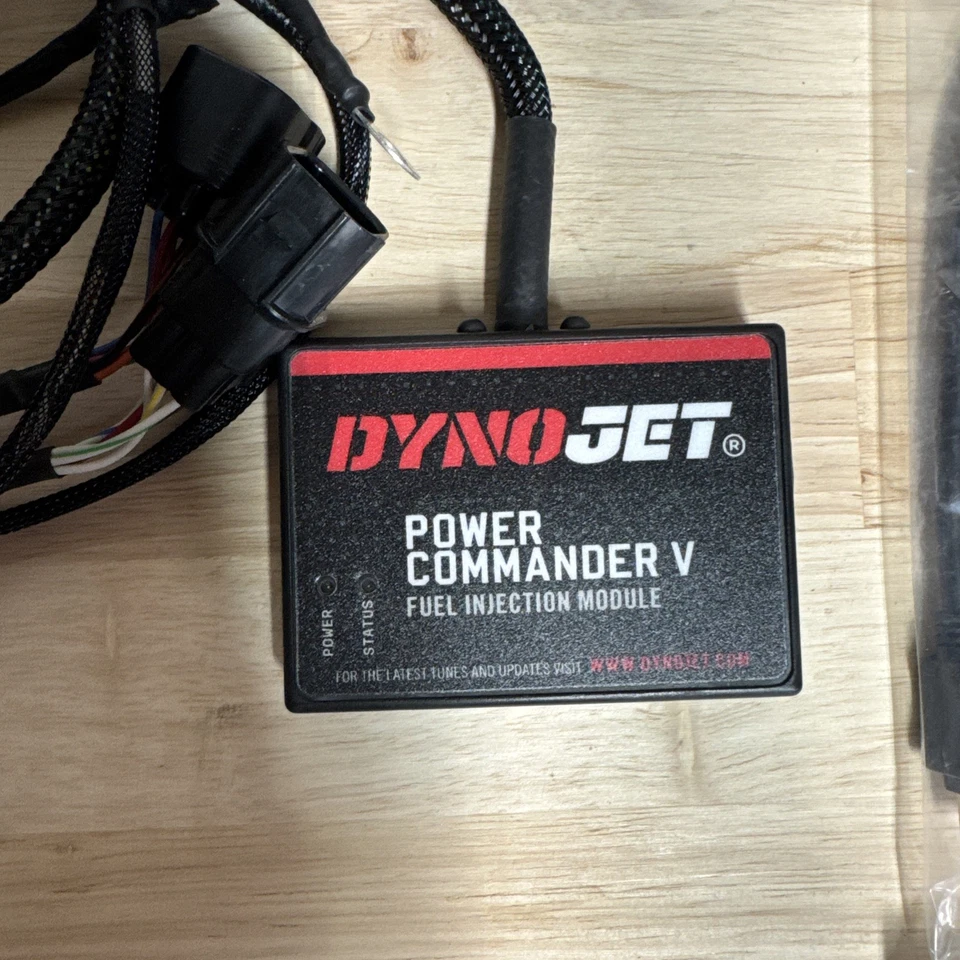 DYNOJET®
POWER
COMMANDER V
FUEL INJECTION MODULE
POWER
STATUS
FOR THE LATEST TUNES AND UPDATES VISIT WWW.DYNOJET.COM